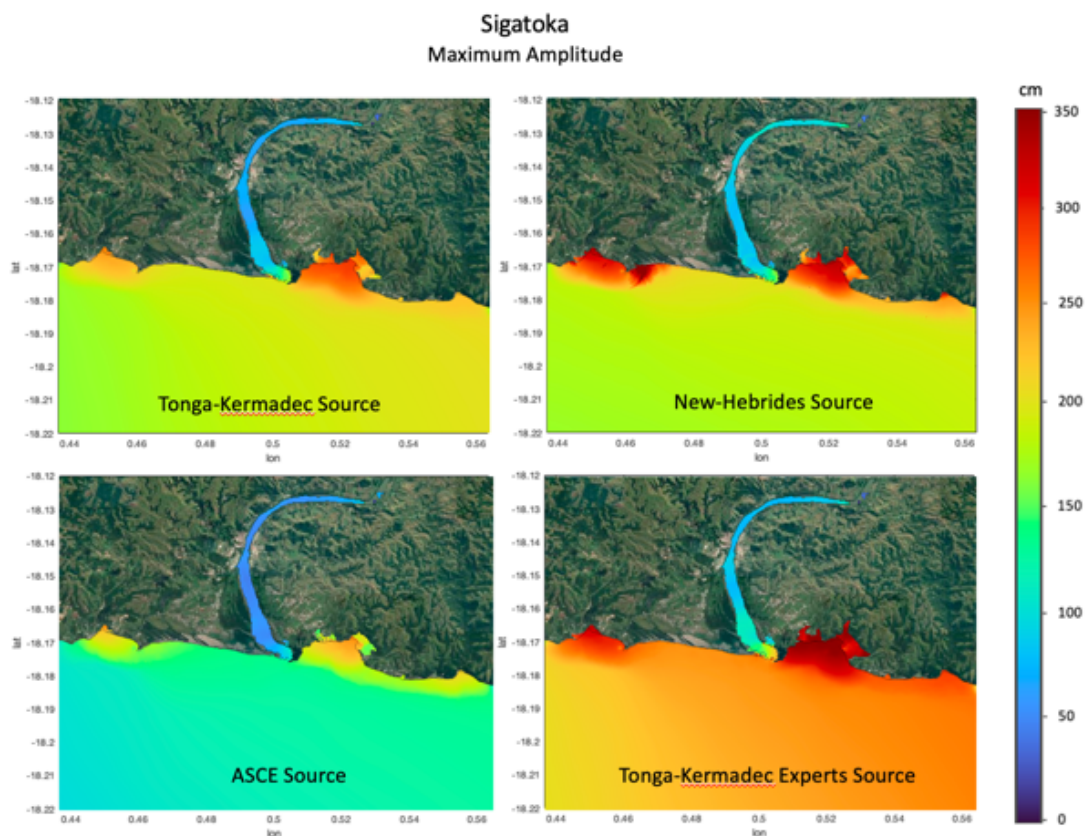 Sigatoka
Maximum Amplitude
cm
-18.12
-18.13
-18.14
-18.15
-18.16
-18.17
-18.18
-18.19
-18.2
-18.21
-18.22
lat
0.44 0.46 0.48 0.5 0.52 0.54 0.56
lon
Tonga-Kermadec Source
-18.12
-18.13
-18.14
-18.15
-18.16
-18.17
-18.18
-18.19
-18.2
-18.21
-18.22
lat
0.44 0.46 0.48 0.5 0.52 0.54 0.56
lon
New-Hebrides Source
350
300
250
200
150
100
50
0
-18.12
-18.13
-18.14
-18.15
-18.16
-18.17
-18.18
-18.19
-18.2
-18.21
-18.22
lat
0.44 0.46 0.48 0.5 0.52 0.54 0.56
lon
ASCE Source
-18.12
-18.13
-18.14
-18.15
-18.16
-18.17
-18.18
-18.19
-18.2
-18.21
-18.22
lat
0.44 0.46 0.48 0.5 0.52 0.54 0.56
lon
Tonga-Kermadec Experts Source